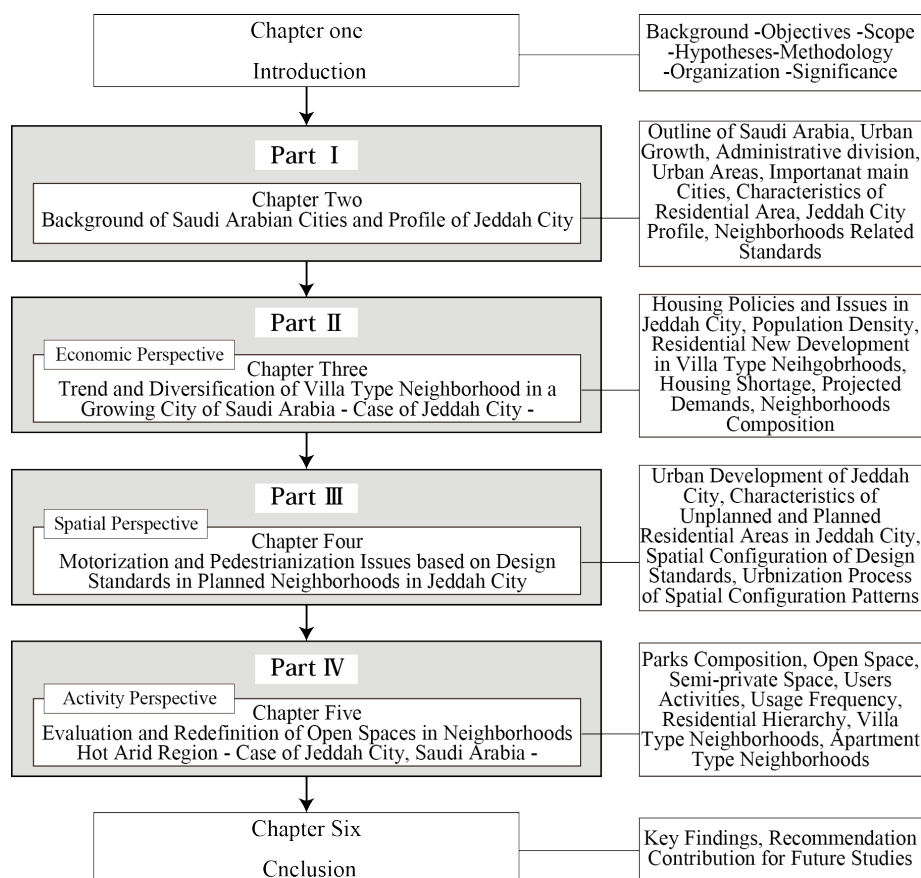 Chapter one
Introduction
Background -Objectives -Scope
-Hypotheses-Methodology
-Organization -Significance
Part Ⅰ
Chapter Two
Background of Saudi Arabian Cities and Profile of Jeddah City
Outline of Saudi Arabia, Urban
Growth, Administrative division,
Urban Areas, Importanat main
Cities, Characteristics of
Residential Area, Jeddah City
Profile, Neighborhoods Related
Standards
Part Ⅱ
Economic Perspective
Chapter Three
Trend and Diversification of Villa Type Neighborhood in a
Growing City of Saudi Arabia - Case of Jeddah City -
Housing Policies and Issues in
Jeddah City, Population Density,
Residential New Development
in Villa Type Neihgobrhoods,
Housing Shortage, Projected
Demands, Neighborhoods
Composition
Part Ⅲ
Spatial Perspective
Chapter Four
Motorization and Pedestrianization Issues based on Design
Standards in Planned Neighborhoods in Jeddah City
Urban Development of Jeddah
City, Characteristics of
Unplanned and Planned
Residential Areas in Jeddah City,
Spatial Configuration of Design
Standards, Urbnization Process
of Spatial Configuration Patterns
Part Ⅳ
Activity Perspective
Chapter Five
Evaluation and Redefinition of Open Spaces in Neighborhoods
Hot Arid Region - Case of Jeddah City, Saudi Arabia -
Parks Composition, Open Space,
Semi-private Space, Users
Activities, Usage Frequency,
Residential Hierarchy, Villa
Type Neighborhoods, Apartment
Type Neighborhoods
Chapter Six
Cnclusion
Key Findings, Recommendation
Contribution for Future Studies